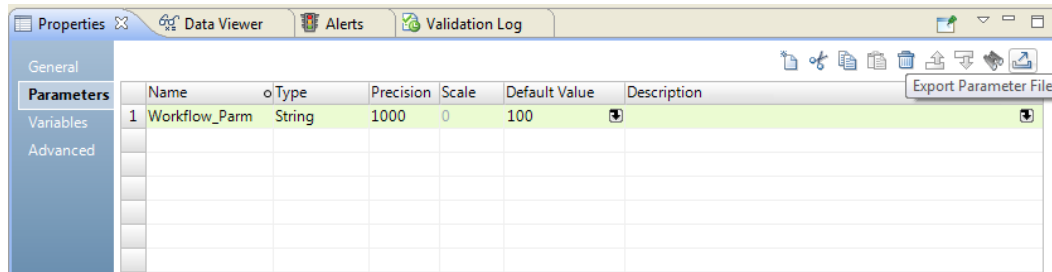 Properties Data Viewer Alerts Validation Log
General
Export Parameter File
Parameters Name Type Precision Scale Default Value Description
Variables 1 Workflow_Parm String 1000 0 100
Advanced